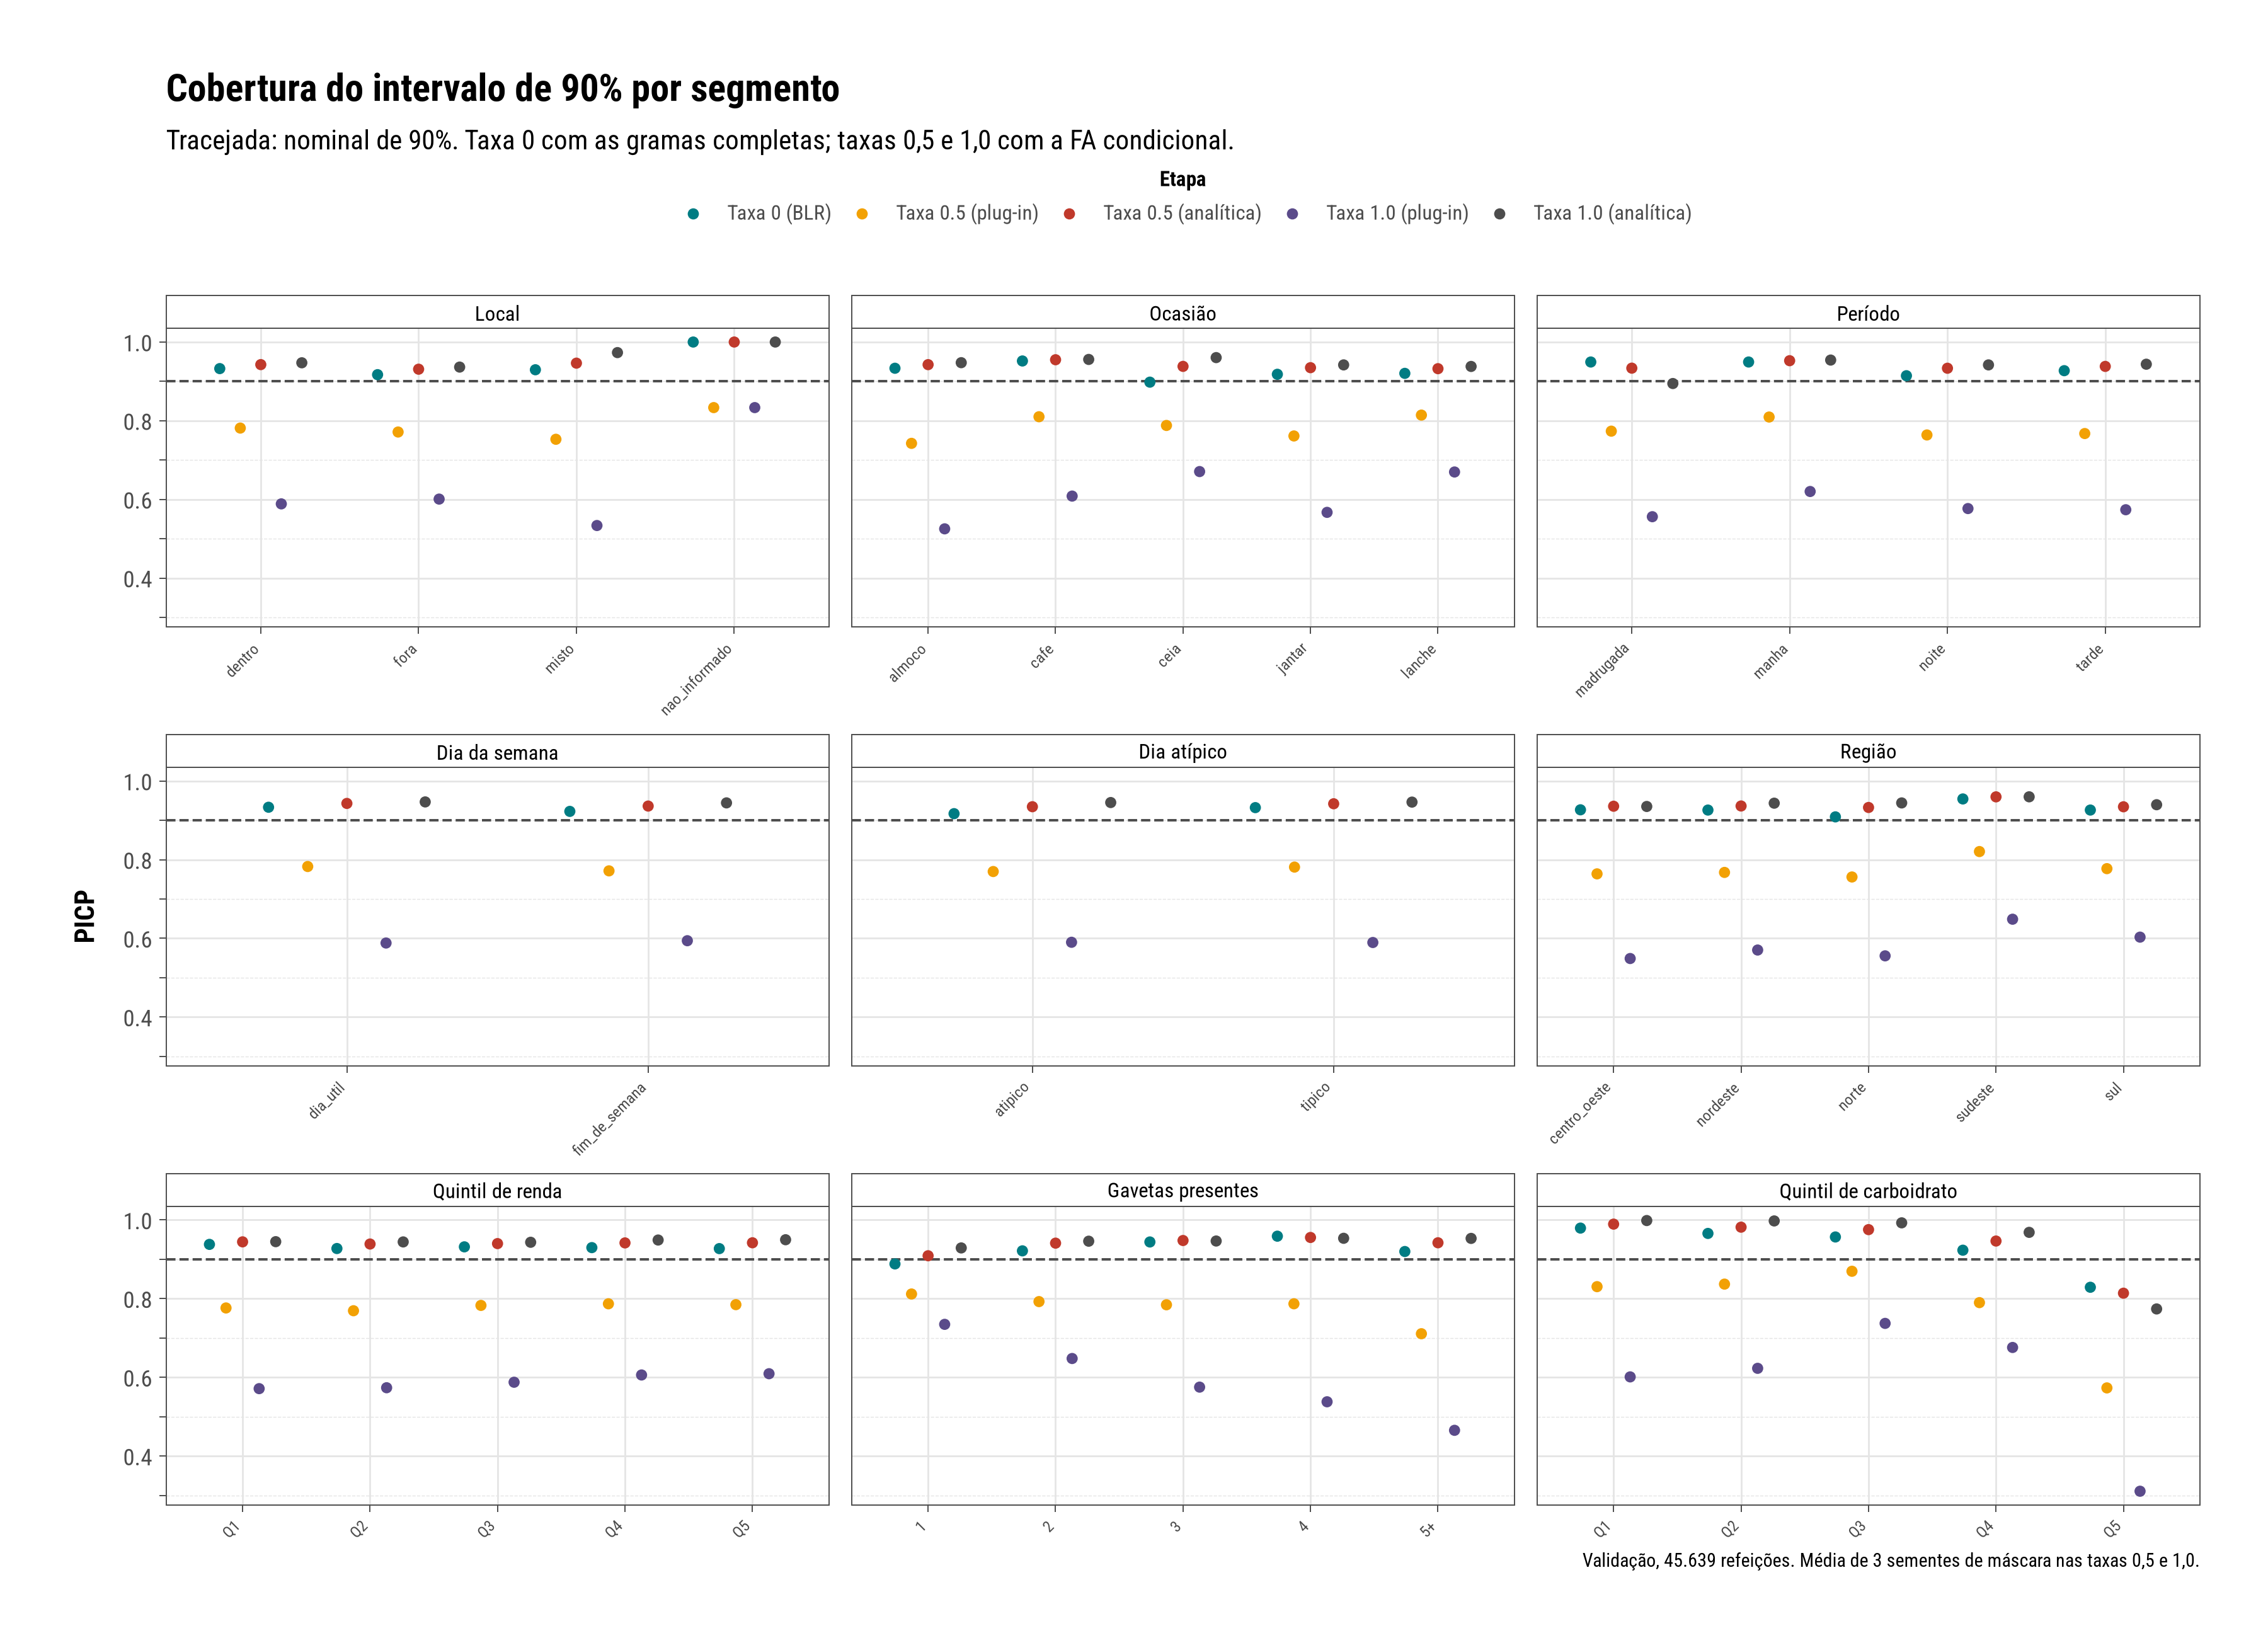 Cobertura do intervalo de 90% por segmento
Tracejada: nominal de 90%. Taxa 0 com as gramas completas; taxas 0,5 e 1,0 com a FA condicional.
Etapa
Taxa 0 (BLR) Taxa 0.5 (plug-in) Taxa 0.5 (analítica) Taxa 1.0 (plug-in) Taxa 1.0 (analítica)
Local Ocasião Período
1.0
0.8
0.6
0.4
dentro fora misto nao_informado almoco cafe ceia jantar lanche madrugada manha noite tarde
Dia da semana Dia atípico Região
1.0
0.8
0.6
0.4
PICP
dia_util fim_de_semana atipico tipico centro_oeste nordeste norte sudeste sul
Quintil de renda Gavetas presentes Quintil de carboidrato
1.0
0.8
0.6
0.4
Q1 Q2 Q3 Q4 Q5 1 2 3 4 5+ Q1 Q2 Q3 Q4 Q5
Validação, 45.639 refeições. Média de 3 sementes de máscara nas taxas 0,5 e 1,0.